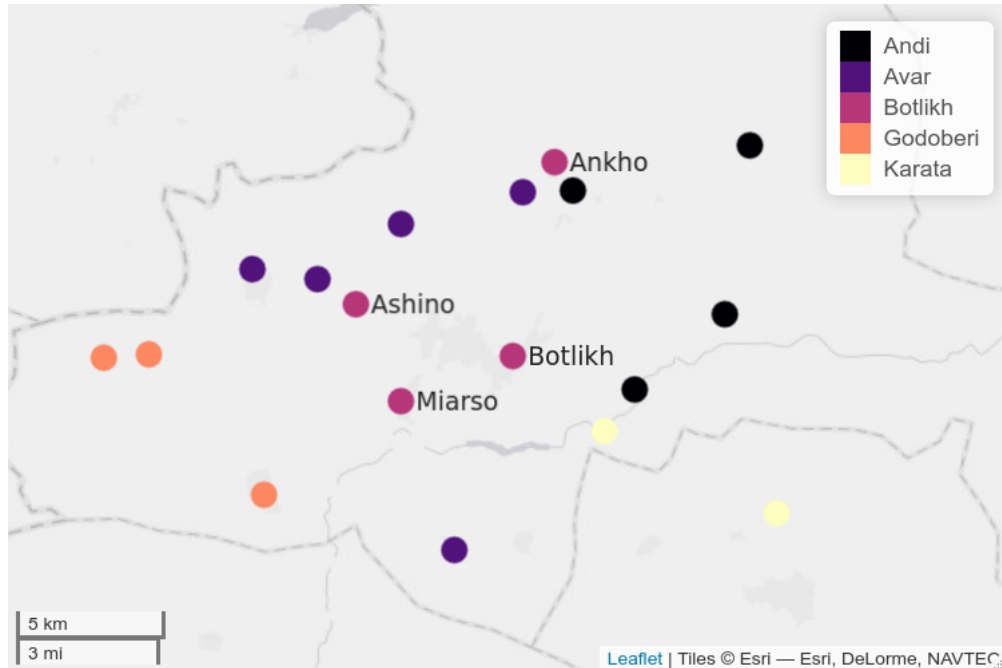 Andi
Avar
Botlikh
Godoberi
Karata
Ankho
Ashino
Botlikh
Miarso
5 km
3 mi
Leaflet | Tiles © Esri — Esri, DeLorme, NAVTEQ